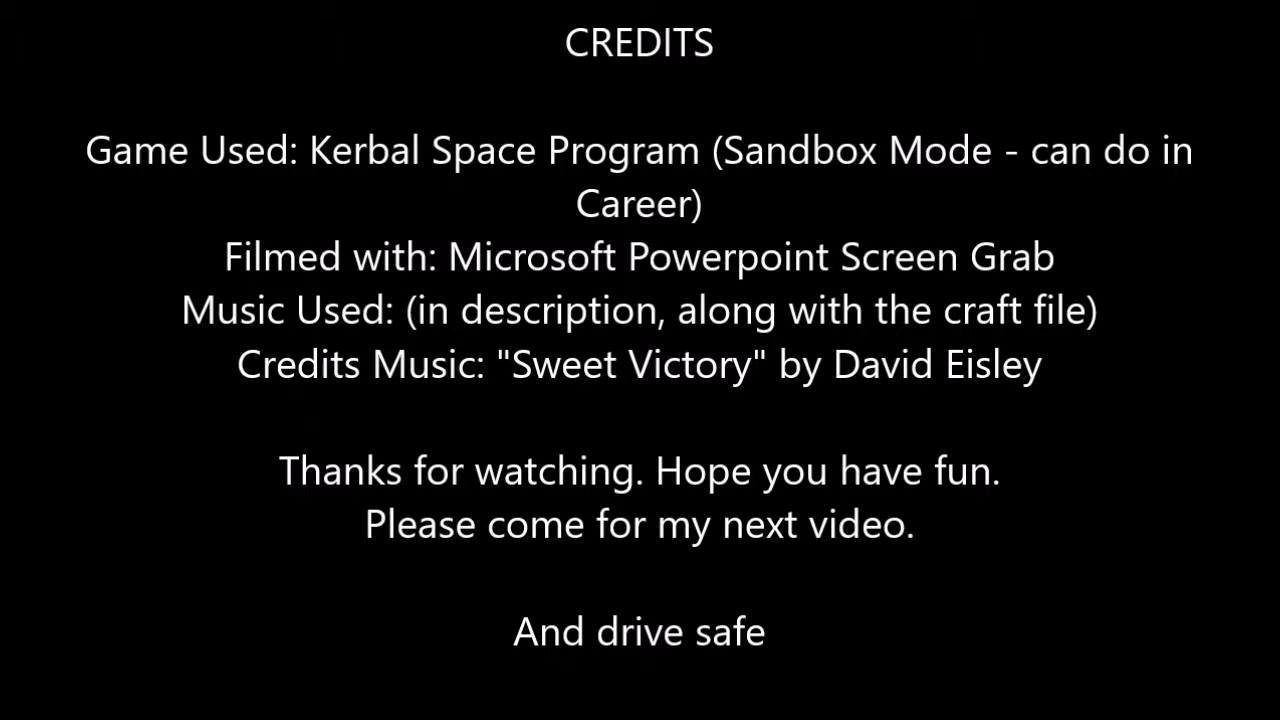 CREDITS
Game Used: Kerbal Space Program (Sandbox Mode - can do in
Career)
Filmed with: Microsoft Powerpoint Screen Grab
Music Used: (in description, along with the craft file)
Credits Music: "Sweet Victory" by David Eisley
Thanks for watching. Hope you have fun.
Please come for my next video.
And drive safe